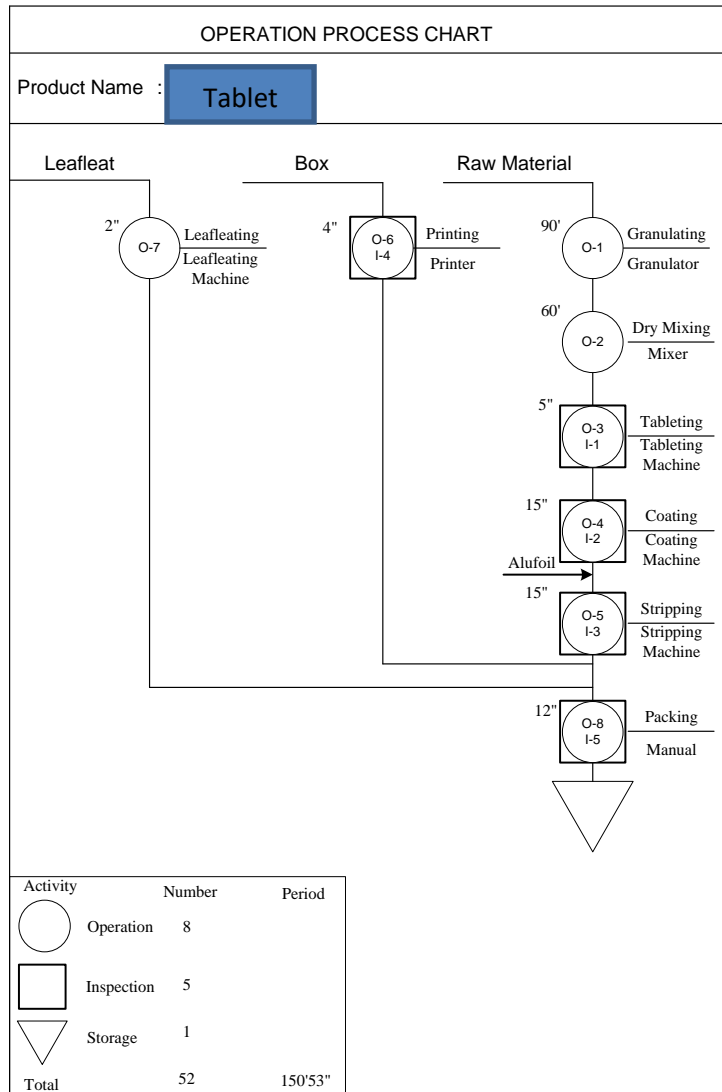 OPERATION PROCESS CHART
Product Name :
Tablet
Leafleat
Box
Raw Material
2"
O-7
Leafleating
Leafleating
Machine
4"
O-6
I-4
Printing
Printer
90'
O-1
Granulating
Granulator
60'
O-2
Dry Mixing
Mixer
5"
O-3
I-1
Tableting
Tableting
Machine
15"
O-4
I-2
Coating
Coating
Machine
Alufoil
15"
O-5
I-3
Stripping
Stripping
Machine
12"
O-8
I-5
Packing
Manual
Activity Number Period
Operation 8
Inspection 5
Storage 1
Total 52 150'53"